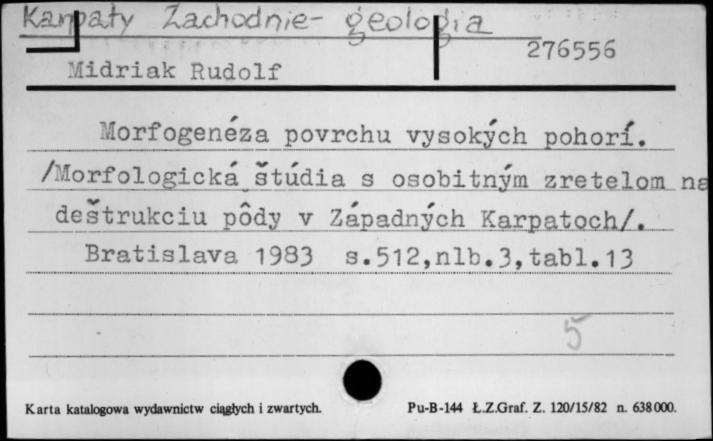 Karpaty Zachodnie- geologia
276556
Midriak Rudolf
Morfogenéza povrchu vysokých pohorí.
/Morfologická štúdia s osobitným zretelom na
deštrukciu pôdy v Západných Karpatoch/.
Bratislava 1983 s.512,nlb.3,tabl.13
5
Karta katalogowa wydawnictw ciągłych i zwartych.
Pu-B-144 Ł.Z.Graf. Z. 120/15/82 n. 638000.